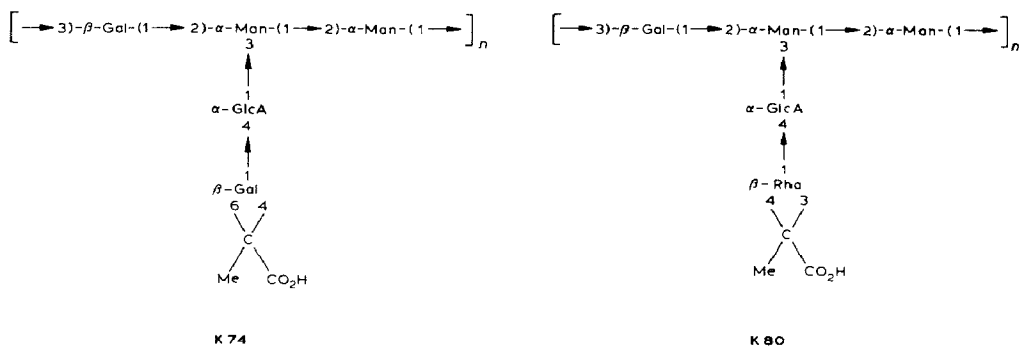 [→ 3)-β-Gal-(1 → 2)-α-Man-(1 → 2)-α-Man-(1 → ]n
3
1
α-GlcA
4
1
β-Gal
6 4
C
Me CO₂H
K74
[→ 3)-β-Gal-(1 → 2)-α-Man-(1 → 2)-α-Man-(1 → ]n
3
1
α-GlcA
4
1
β-Rha
4 3
C
Me CO₂H
K80